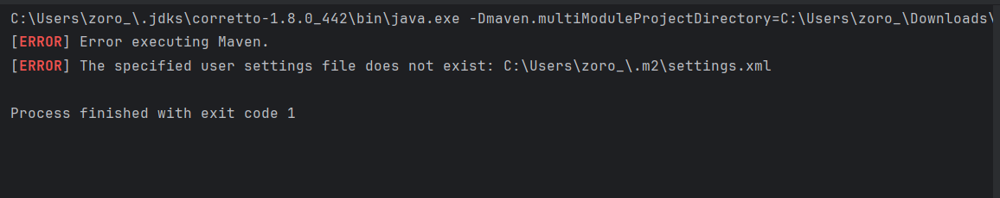 C:\Users\zoro_\.jdks\corretto-1.8.0_442\bin\java.exe -Dmaven.multiModuleProjectDirectory=C:\Users\zoro_\Downloads\
[ERROR] Error executing Maven.
[ERROR] The specified user settings file does not exist: C:\Users\zoro_\.m2\settings.xml
Process finished with exit code 1